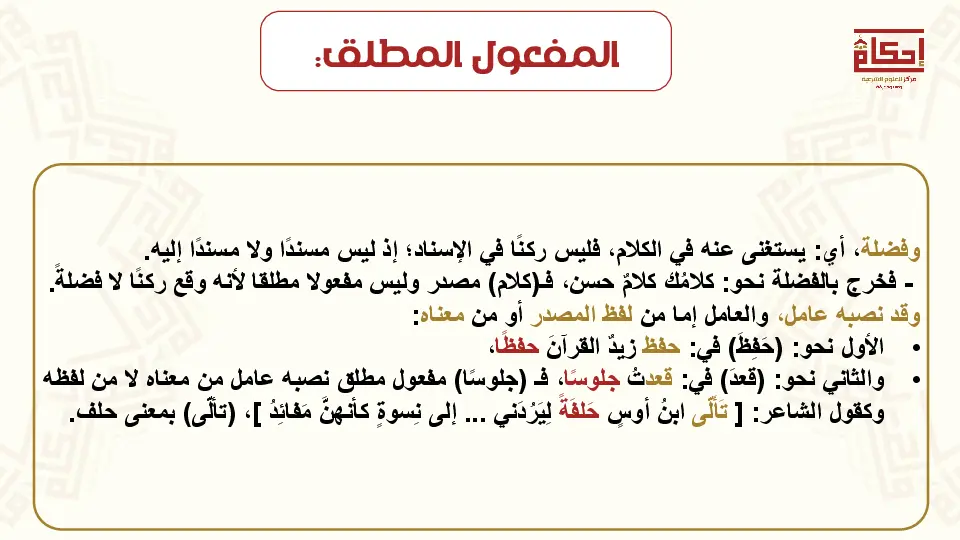 المفعول المطلق:
إحكام
مركز للعلوم الشرعية
وفضلة، أي: يستغنى عنه في الكلام، فليس ركنًا في الإسناد؛ إذ ليس مسندًا ولا مسندًا إليه.
- فخرج بالفضلة نحو: كلامُك كلامٌ حسن، فـ(كلام) مصدر وليس مفعولا مطلقا لأنه وقع ركنًا لا فضلةً.
وقد نصبه عامل، والعامل إما من لفظ المصدر أو من معناه:
• الأول نحو: (حَفِظَ) في: حفظ زيدٌ القرآنَ حفظًا،
• والثاني نحو: (قعدَ) في: قعدتُ جلوسًا، فـ (جلوسًا) مفعول مطلق نصبه عامل من معناه لا من لفظه
وكقول الشاعر: [ تَألّى ابنُ أوسٍ حَلفَةً لِيَرُدَني ... إلى نِسوةٍ كأنهنَّ مَفائِدُ ]، (تألّى) بمعنى حلف.